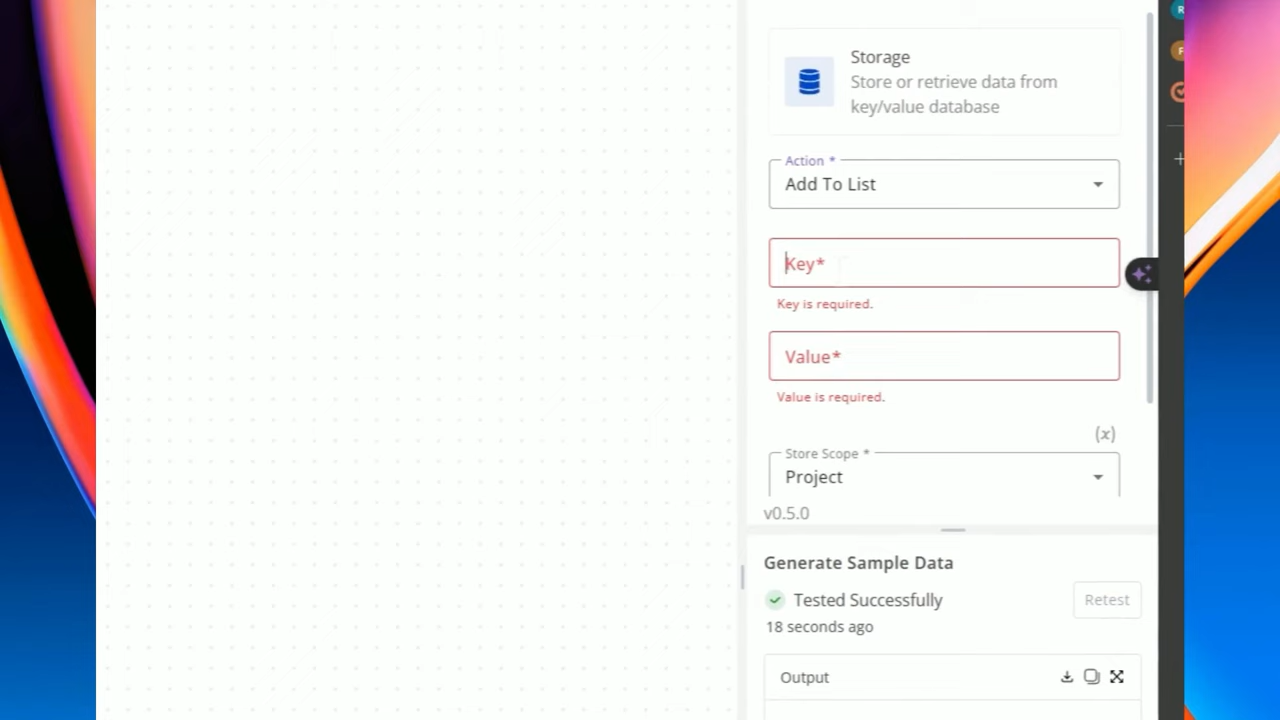 Storage
Store or retrieve data from
key/value database
Action *
Add To List
Key*
Key is required.
Value*
Value is required.
(x)
Store Scope *
Project
v0.5.0
Generate Sample Data
Tested Successfully
Retest
18 seconds ago
Output
R
F